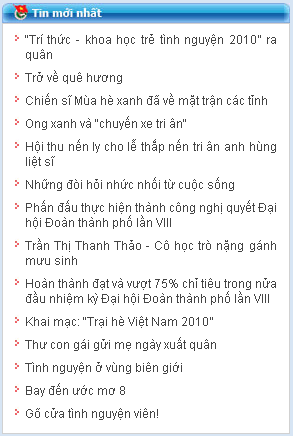 Tin mới nhất
"Trí thức - khoa học trẻ tình nguyện 2010" ra
quân
Trở về quê hương
Chiến sĩ Mùa hè xanh đã về mặt trận các tỉnh
Ong xanh và "chuyến xe tri ân"
Hội thu nến ly cho lễ thắp nến tri ân anh hùng
liệt sĩ
Những đòi hỏi nhức nhối từ cuộc sống
Phấn đấu thực hiện thành công nghị quyết Đại
hội Đoàn thành phố lần VIII
Trần Thị Thanh Thảo - Cô học trò nặng gánh
mưu sinh
Hoàn thành đạt và vượt 75% chỉ tiêu trong nửa
đầu nhiệm kỳ Đại hội Đoàn thành phố lần VIII
Khai mạc: "Trại hè Việt Nam 2010"
Thư con gái gửi mẹ ngày xuất quân
Tình nguyện ở vùng biên giới
Bay đến ước mơ 8
Gõ cửa tình nguyện viên!